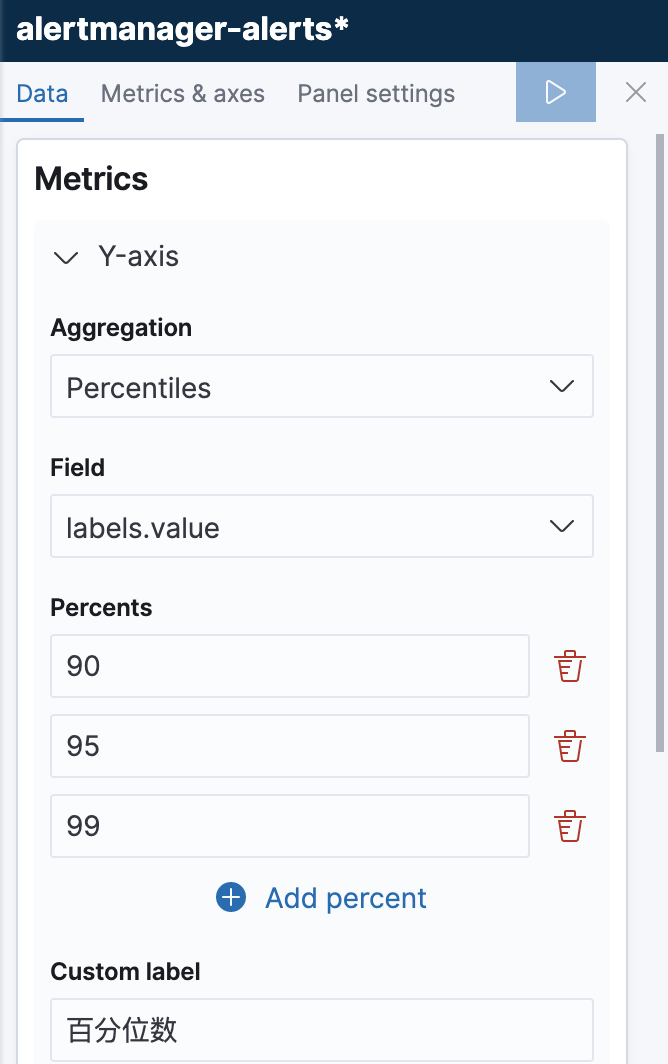 alertmanager-alerts*
Data Metrics & axes Panel settings
Metrics
Y-axis
Aggregation
Percentiles
Field
labels.value
Percents
90
95
99
Add percent
Custom label
百分位数